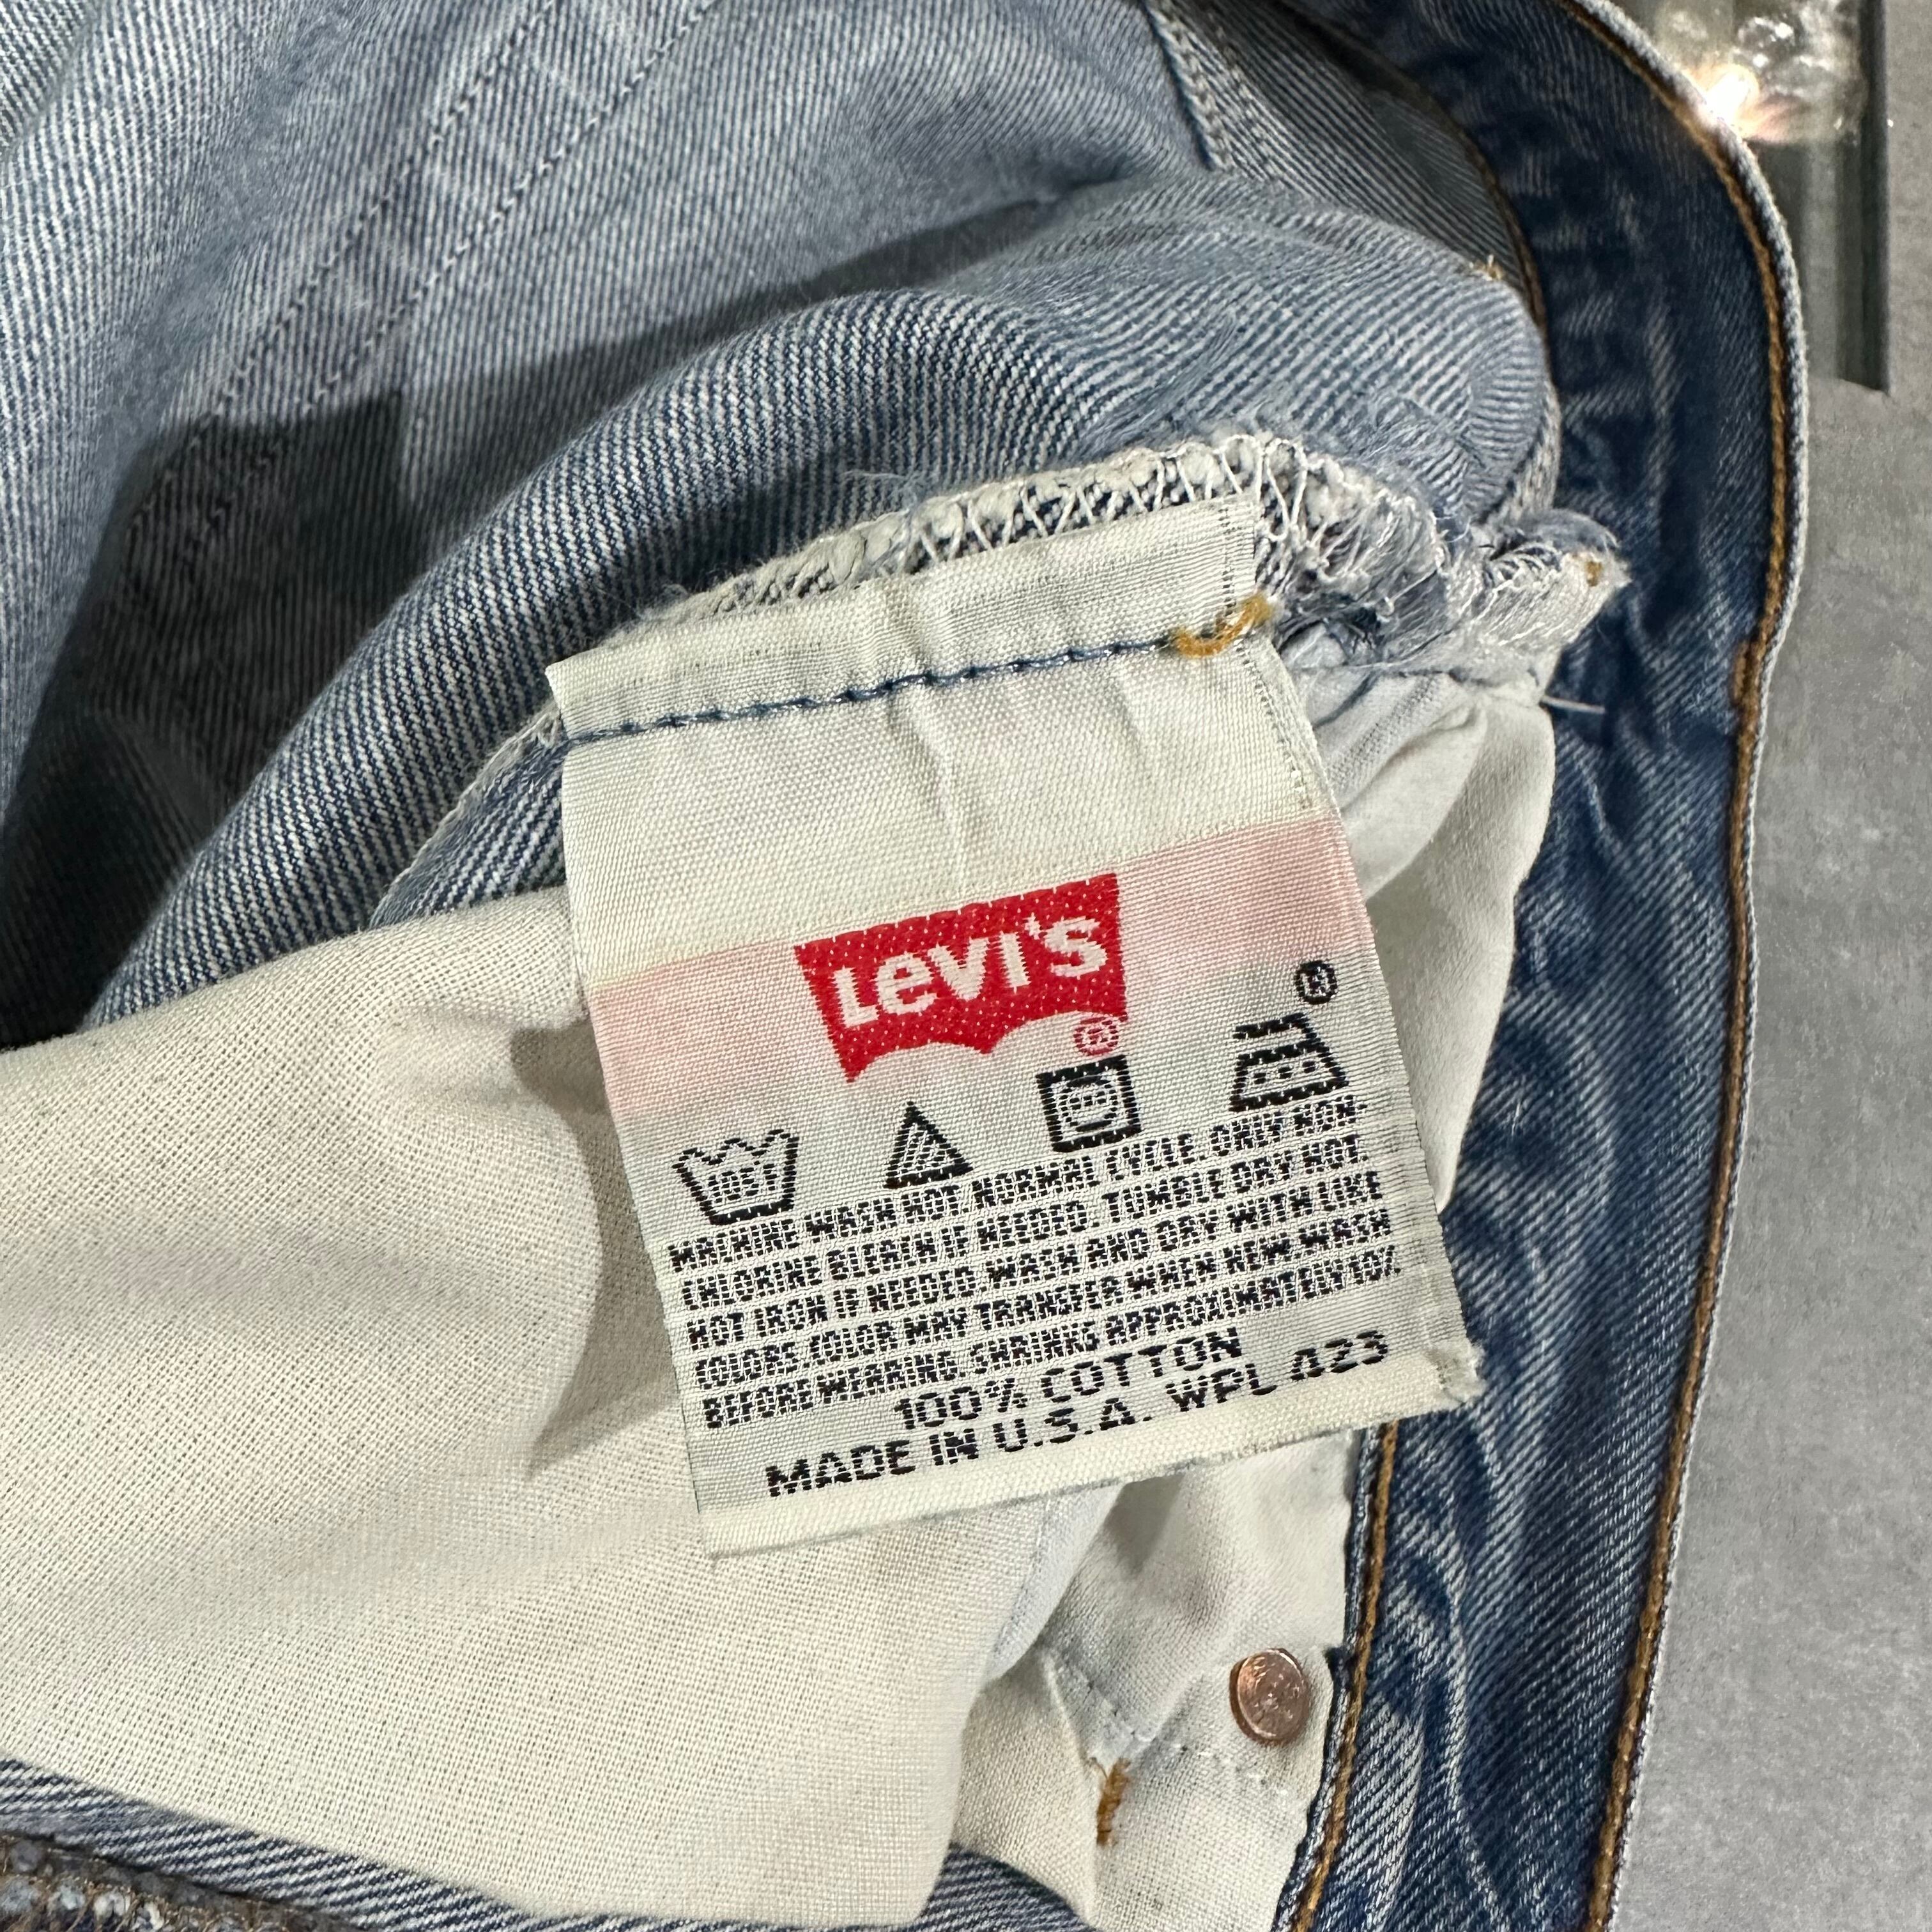 LEVI'S
®
®
105F
MACHINE WASH HOT. NORMAL CYCLE. ONLY NON-
CHLORINE BLEACH IF NEEDED. TUMBLE DRY HOT.
HOT IRON IF NEEDED. WASH AND DRY WITH LIKE
COLORS. COLOR MAY TRANSFER WHEN NEW. WASH
BEFORE WEARING. SHRINKS APPROXIMATELY 10%
100% COTTON
MADE IN U.S.A. WPL 423